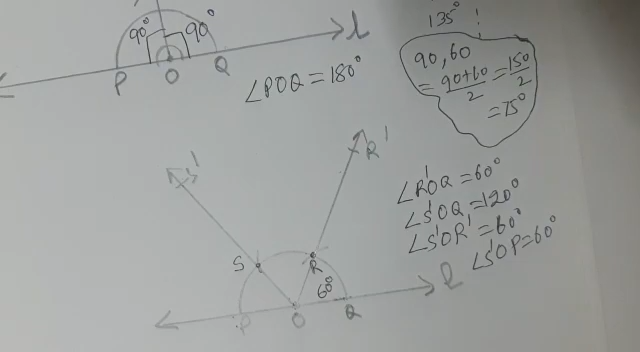 90° 90°
l
P O Q
∠POQ = 180°
135° !
90, 60
= 90+60/2 = 150/2
= 75°
S' R'
S R
60°
P O Q l
∠R'OQ = 60°
∠S'OQ = 120°
∠S'OR' = 60°
∠S'OP = 60°